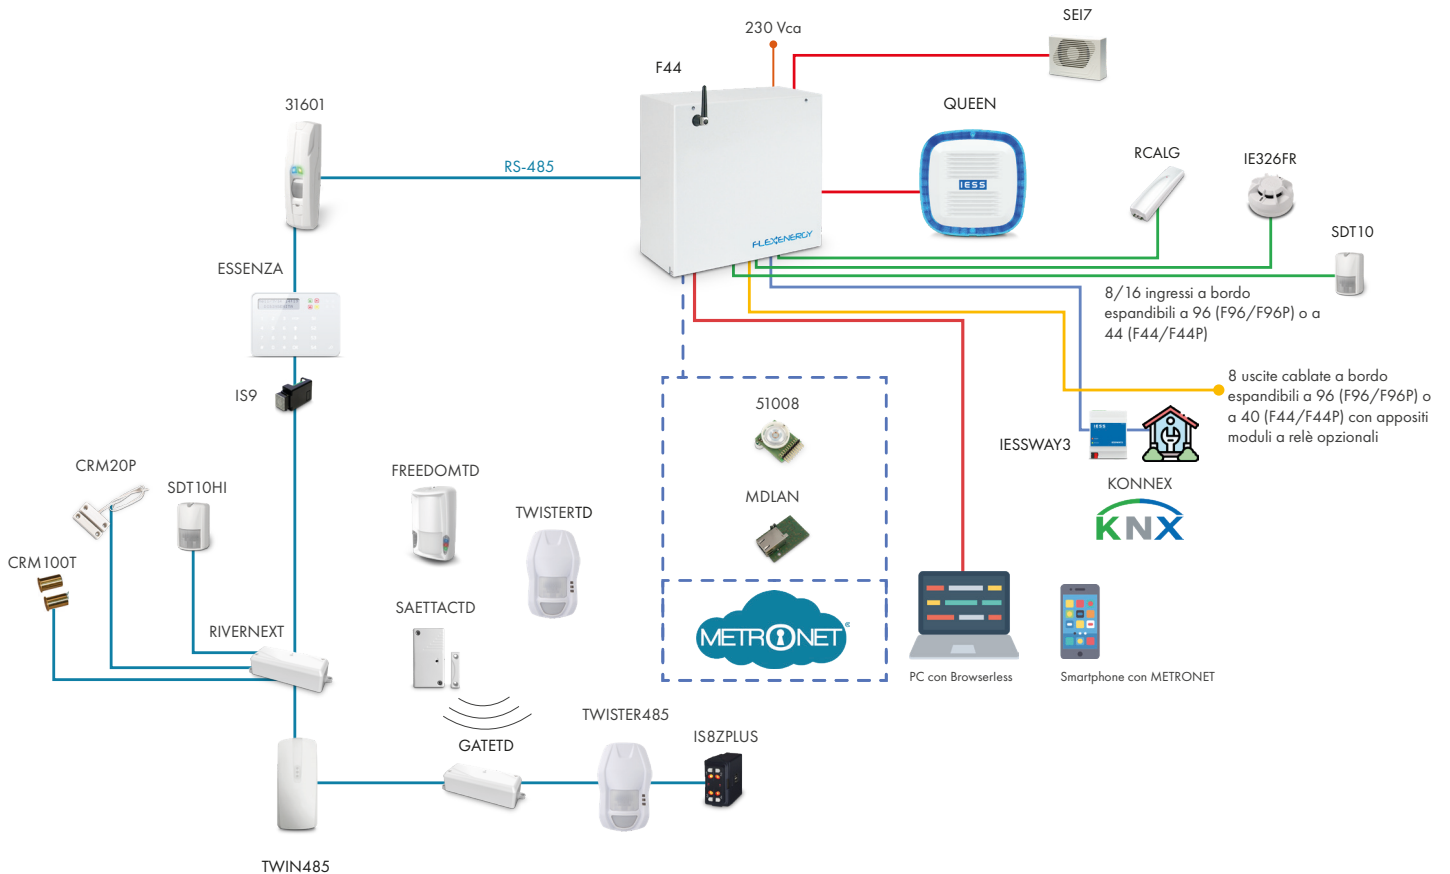 SEI7
230 Vca
F44
31601
QUEEN
RCALG
IE326FR
RS-485
IESS
SDT10
FLEXENERGY
ESSENZA
8/16 ingressi a bordo
espandibili a 96 (F96/F96P) o a
44 (F44/F44P)
8 uscite cablate a bordo
espandibili a 96 (F96/F96P) o
a 40 (F44/F44P) con appositi
moduli a relè opzionali
IS9
51008
IESS
IESSWAY3
KONNEX
KNX
CRM20P
SDT10HI
FREEDOMTD
TWISTERTD
MDLAN
CRM100T
SAETTACTD
RIVERNEXT
METRONET
®
PC con Browserless
Smartphone con METRONET
TWISTER485
IS8ZPLUS
GATETD
TWIN485